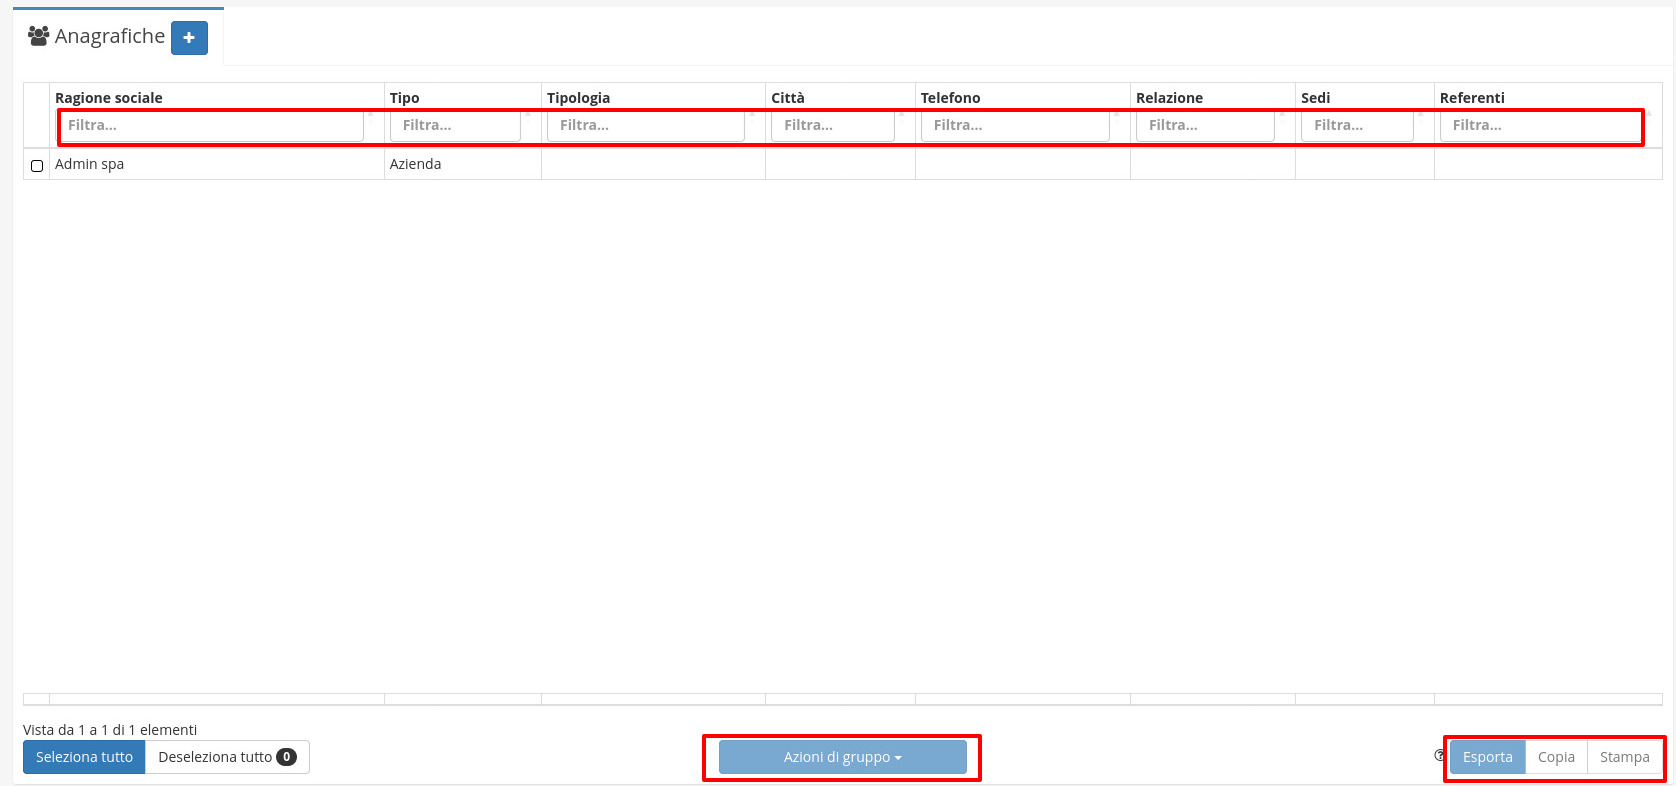 Anagrafiche +
Ragione sociale Tipo Tipologia Città Telefono Relazione Sedi Referenti
Filtra... Filtra... Filtra... Filtra... Filtra... Filtra... Filtra... Filtra...
Admin spa Azienda
Vista da 1 a 1 di 1 elementi
Seleziona tutto Deseleziona tutto 0 Azioni di gruppo ? Esporta Copia Stampa